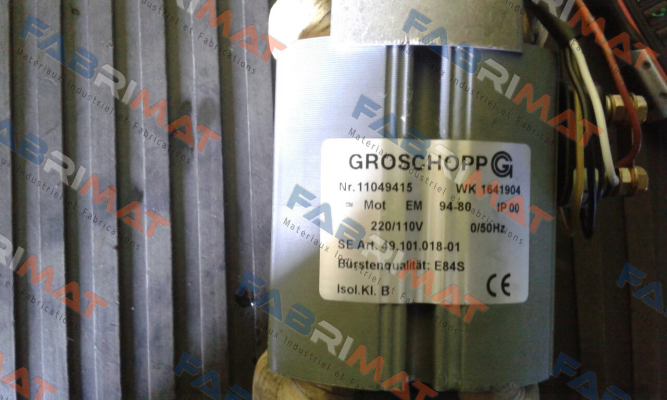 GROSCHOPP G
Nr. 11049415 WK 1641904
~ Mot EM 94-80 IP 00
220/110V 0/50Hz
SE.Art. 49.101.018-01
Bürstenqualität: E84S
Isol.Kl. B CE
FABRIMAT
Matériaux Industriel et Fabrications